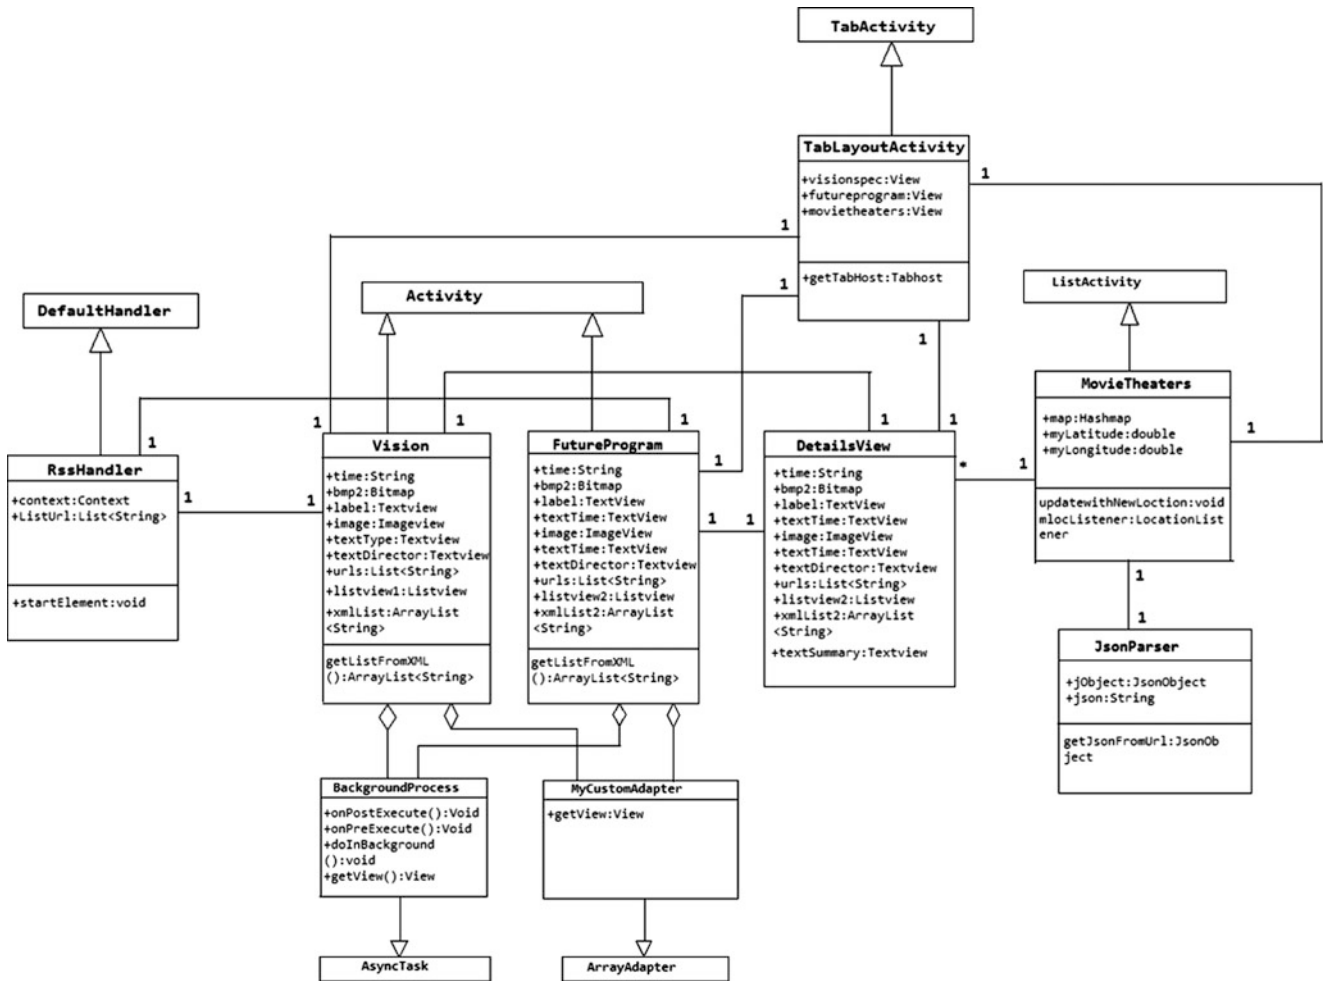 TabActivity
TabLayoutActivity
+visionspec:View
+futureprogram:View
+movietheaters:View
+getTabHost:Tabhost
1
1
1
1
DefaultHandler
Activity
ListActivity
RssHandler
+context:Context
+ListUrl:List<String>
+startElement:void
1
1
1
1
1
Vision
+time:String
+bmp2:Bitmap
+label:Textview
+image:Imageview
+textType:Textview
+textDirector:Textview
+urls:List<String>
+listview1:Listview
+xmlList:ArrayList
<String>
getListFromXML
():ArrayList<String>
1
FutureProgram
+time:String
+bmp2:Bitmap
+label:TextView
+textTime:TextView
+image:ImageView
+textTime:TextView
+textDirector:Textview
+urls:List<String>
+listview2:Listview
+xmlList2:ArrayList
<String>
getListFromXML
():ArrayList<String>
1
1
1
1
1
DetailsView
+time:String
+bmp2:Bitmap
+label:TextView
+textTime:TextView
+image:ImageView
+textTime:TextView
+textDirector:Textview
+urls:List<String>
+listview2:Listview
+xmlList2:ArrayList
<String>
+textSummary:Textview
*
1
MovieTheaters
+map:Hashmap
+myLatitude:double
+myLongitude:double
updatewithNewLoction:void
mlocListener:LocationList
ener
1
1
1
JsonParser
+jObject:JsonObject
+json:String
getJsonFromUrl:JsonOb
ject
BackgroundProcess
+onPostExecute():Void
+onPreExecute():Void
+doInBackground
():void
+getView():View
MyCustomAdapter
+getView:View
AsyncTask
ArrayAdapter